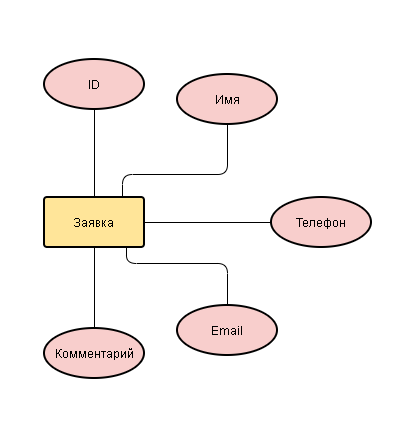 ID
Имя
Заявка
Телефон
Email
Комментарий